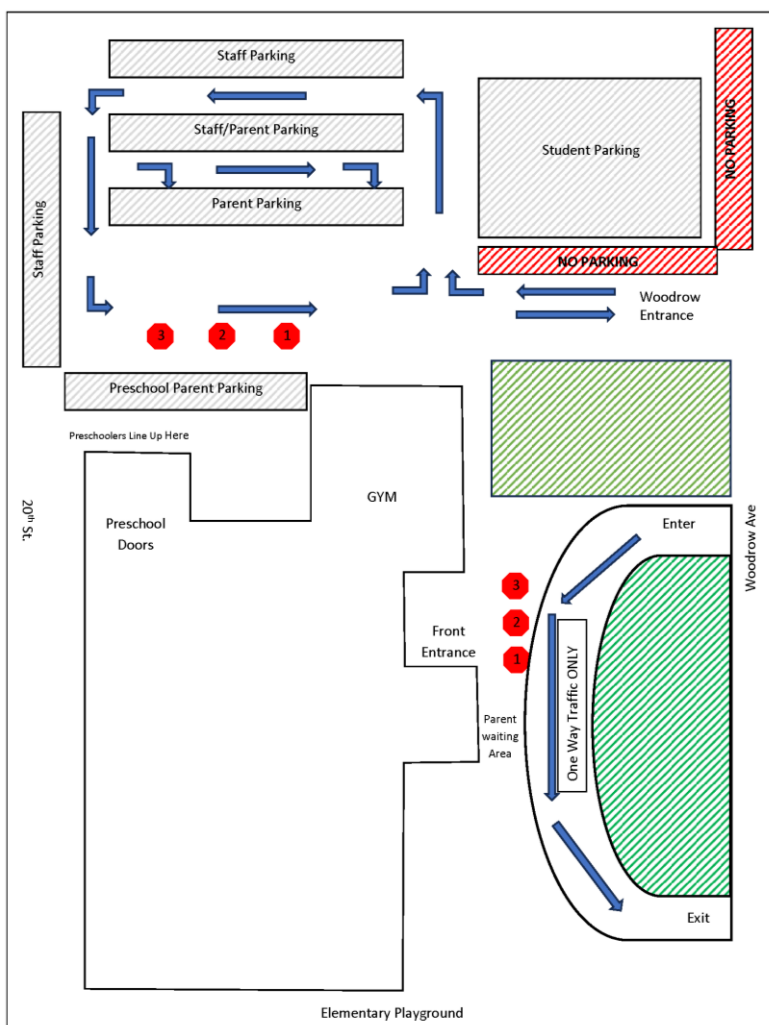 Staff Parking
Staff/Parent Parking
Parent Parking
Staff Parking
Student Parking
NO PARKING
NO PARKING
Woodrow
Entrance
3
2
1
Preschool Parent Parking
Preschoolers Line Up Here
20th St.
Preschool
Doors
GYM
Front
Entrance
Parent
waiting
Area
3
2
1
Enter
One Way Traffic ONLY
Exit
Woodrow Ave
Elementary Playground